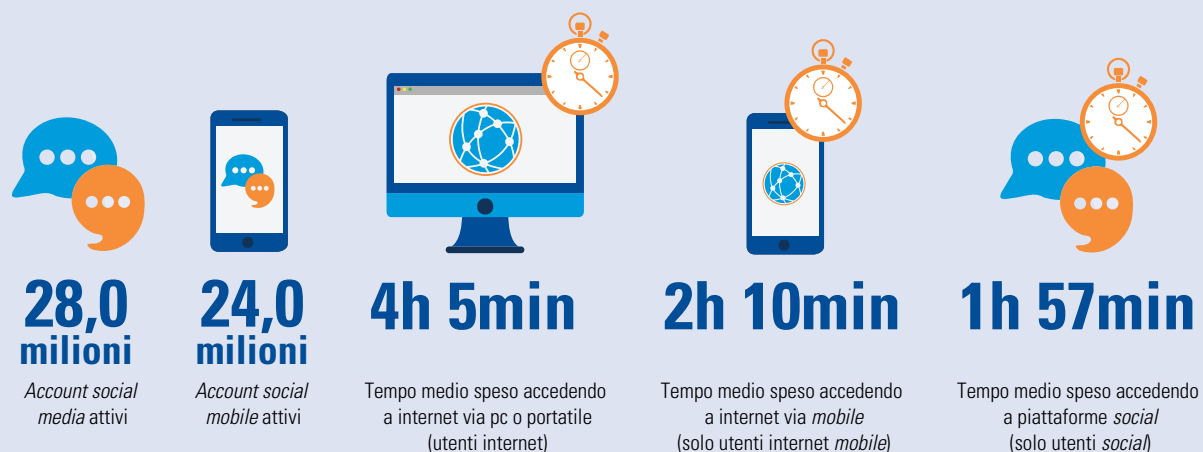 28,0
milioni
Account social
media attivi
24,0
milioni
Account social
mobile attivi
4h 5min
Tempo medio speso accedendo
a internet via pc o portatile
(utenti internet)
2h 10min
Tempo medio speso accedendo
a internet via mobile
(solo utenti internet mobile)
1h 57min
Tempo medio speso accedendo
a piattaforme social
(solo utenti social)